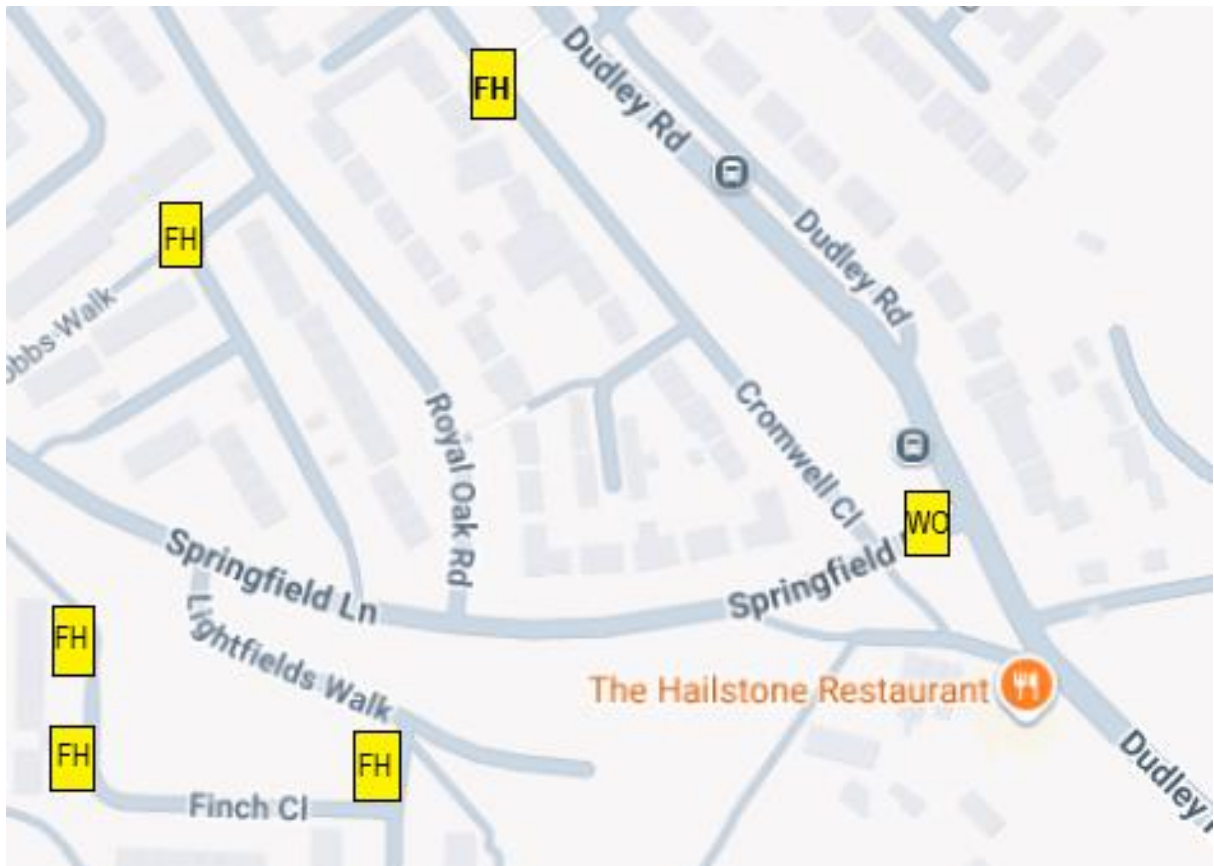 Dudley Rd
FH
Dudley Rd
FH
obbs Walk
Royal Oak Rd
Cromwell Cl
WO
Springfield Ln
Springfield
Lightfields Walk
FH
The Hailstone Restaurant
FH
FH
Dudley
Finch Cl